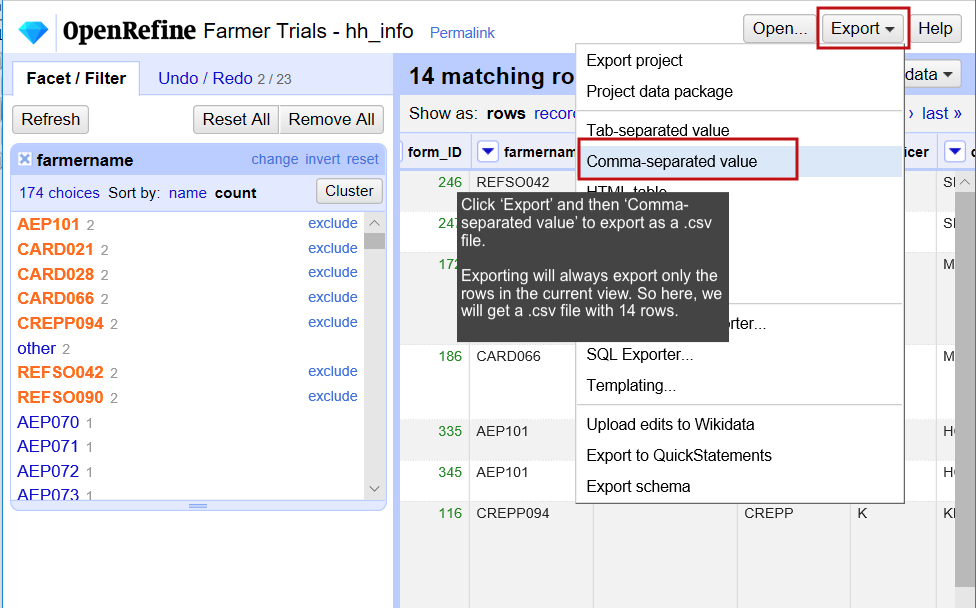 OpenRefine Farmer Trials - hh_info Permalink
Open... Export Help
Facet / Filter Undo / Redo 2 / 23
Refresh Reset All Remove All
farmername change invert reset
174 choices Sort by: name count Cluster
AEP101 2 exclude
CARD021 2 exclude
CARD028 2 exclude
CARD066 2 exclude
CREPP094 2 exclude
other 2
REFSO042 2 exclude
REFSO090 2 exclude
AEP070 1
AEP071 1
AEP072 1
AEP073 1
14 matching ro
data
Show as: rows recor
› last »
form_ID farmernam icer
246 REFSO042
247
172
186 CARD066 M
335 AEP101
345 AEP101
116 CREPP094 CREPP K
Export project
Project data package
Tab-separated value
Comma-separated value
HTML table
Click ‘Export’ and then ‘Comma-
separated value’ to export as a .csv
file.
Exporting will always export only the
rows in the current view. So here, we
will get a .csv file with 14 rows.
rter...
SQL Exporter...
Templating...
Upload edits to Wikidata
Export to QuickStatements
Export schema